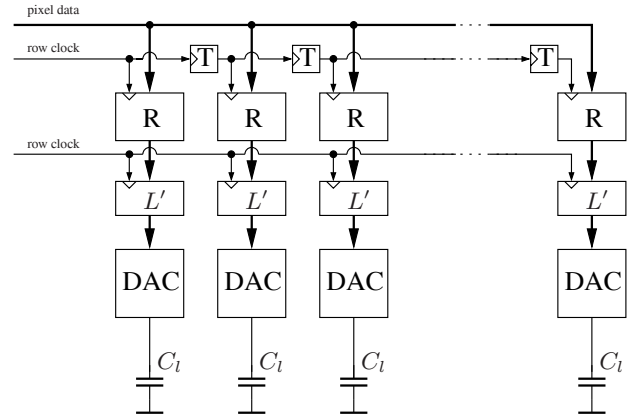 pixel data
row clock
T T T
R R R R
row clock
L′ L′ L′ L′
DAC DAC DAC DAC
C_l C_l C_l C_l